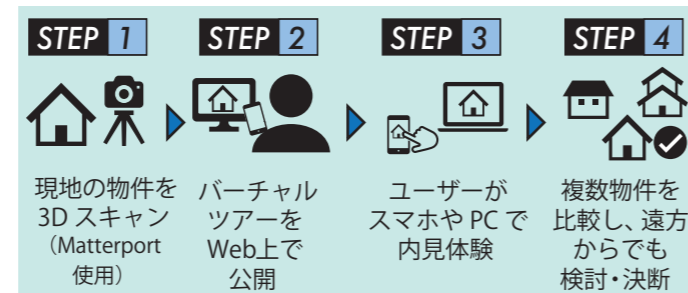 STEP 1
現地の物件を
3D スキャン
（Matterport
使用）
STEP 2
バーチャル
ツアーを
Web上で
公開
STEP 3
ユーザーが
スマホや PC で
内見体験
STEP 4
複数物件を
比較し、遠方
からでも
検討・決断